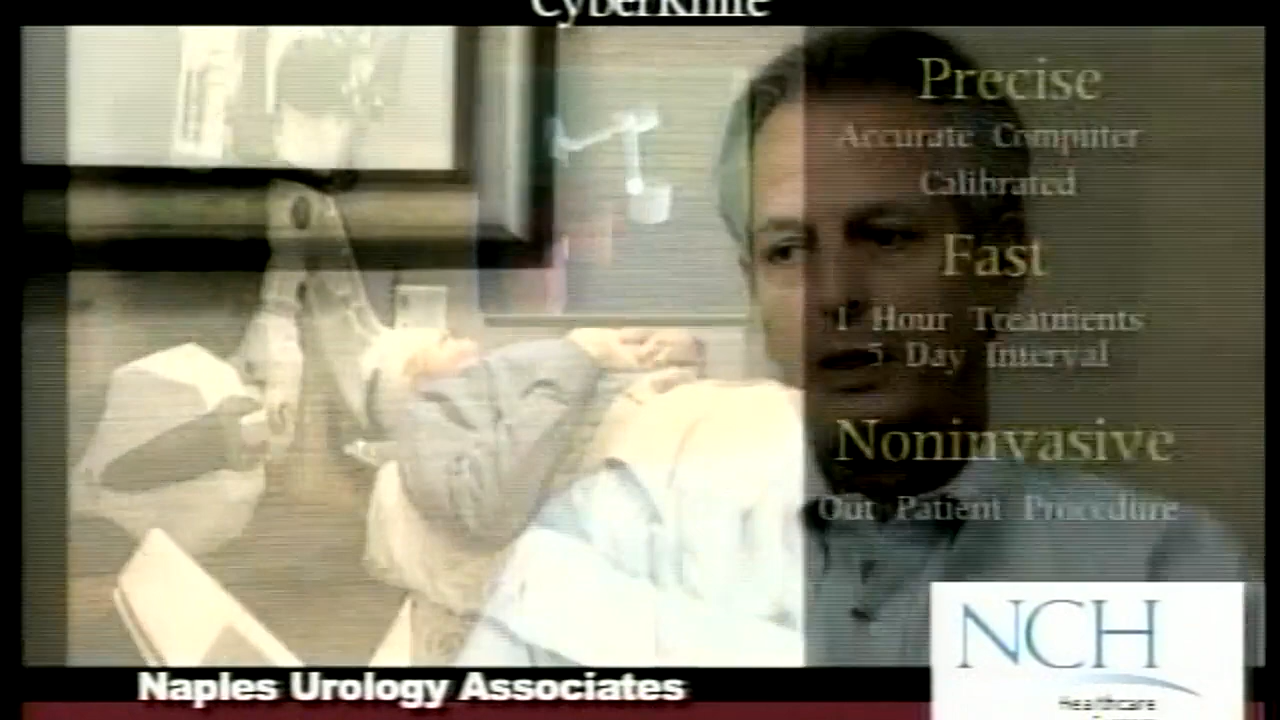 CyberKnife
Precise
Accurate Computer
Calibrated
Fast
1 Hour Treatments
5 Day Interval
Noninvasive
Out Patient Procedure
NCH
Healthcare
Naples Urology Associates